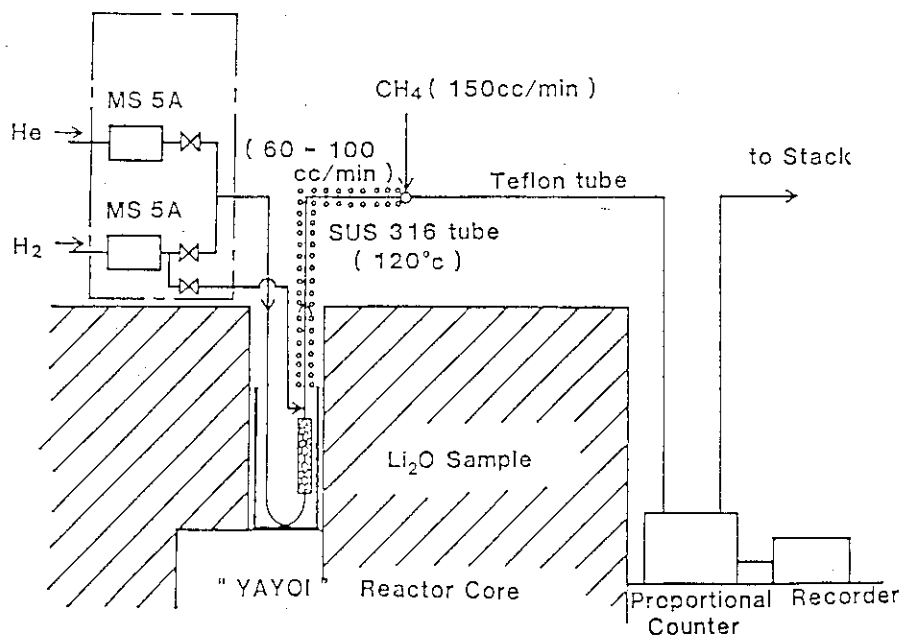 MS 5A
He
MS 5A
H₂
CH₄ ( 150cc/min)
( 60 - 100
cc/min)
Teflon tube
to Stack
SUS 316 tube
( 120°c )
Li₂O Sample
"YAYOI" Reactor Core
Proportional
Counter
Recorder